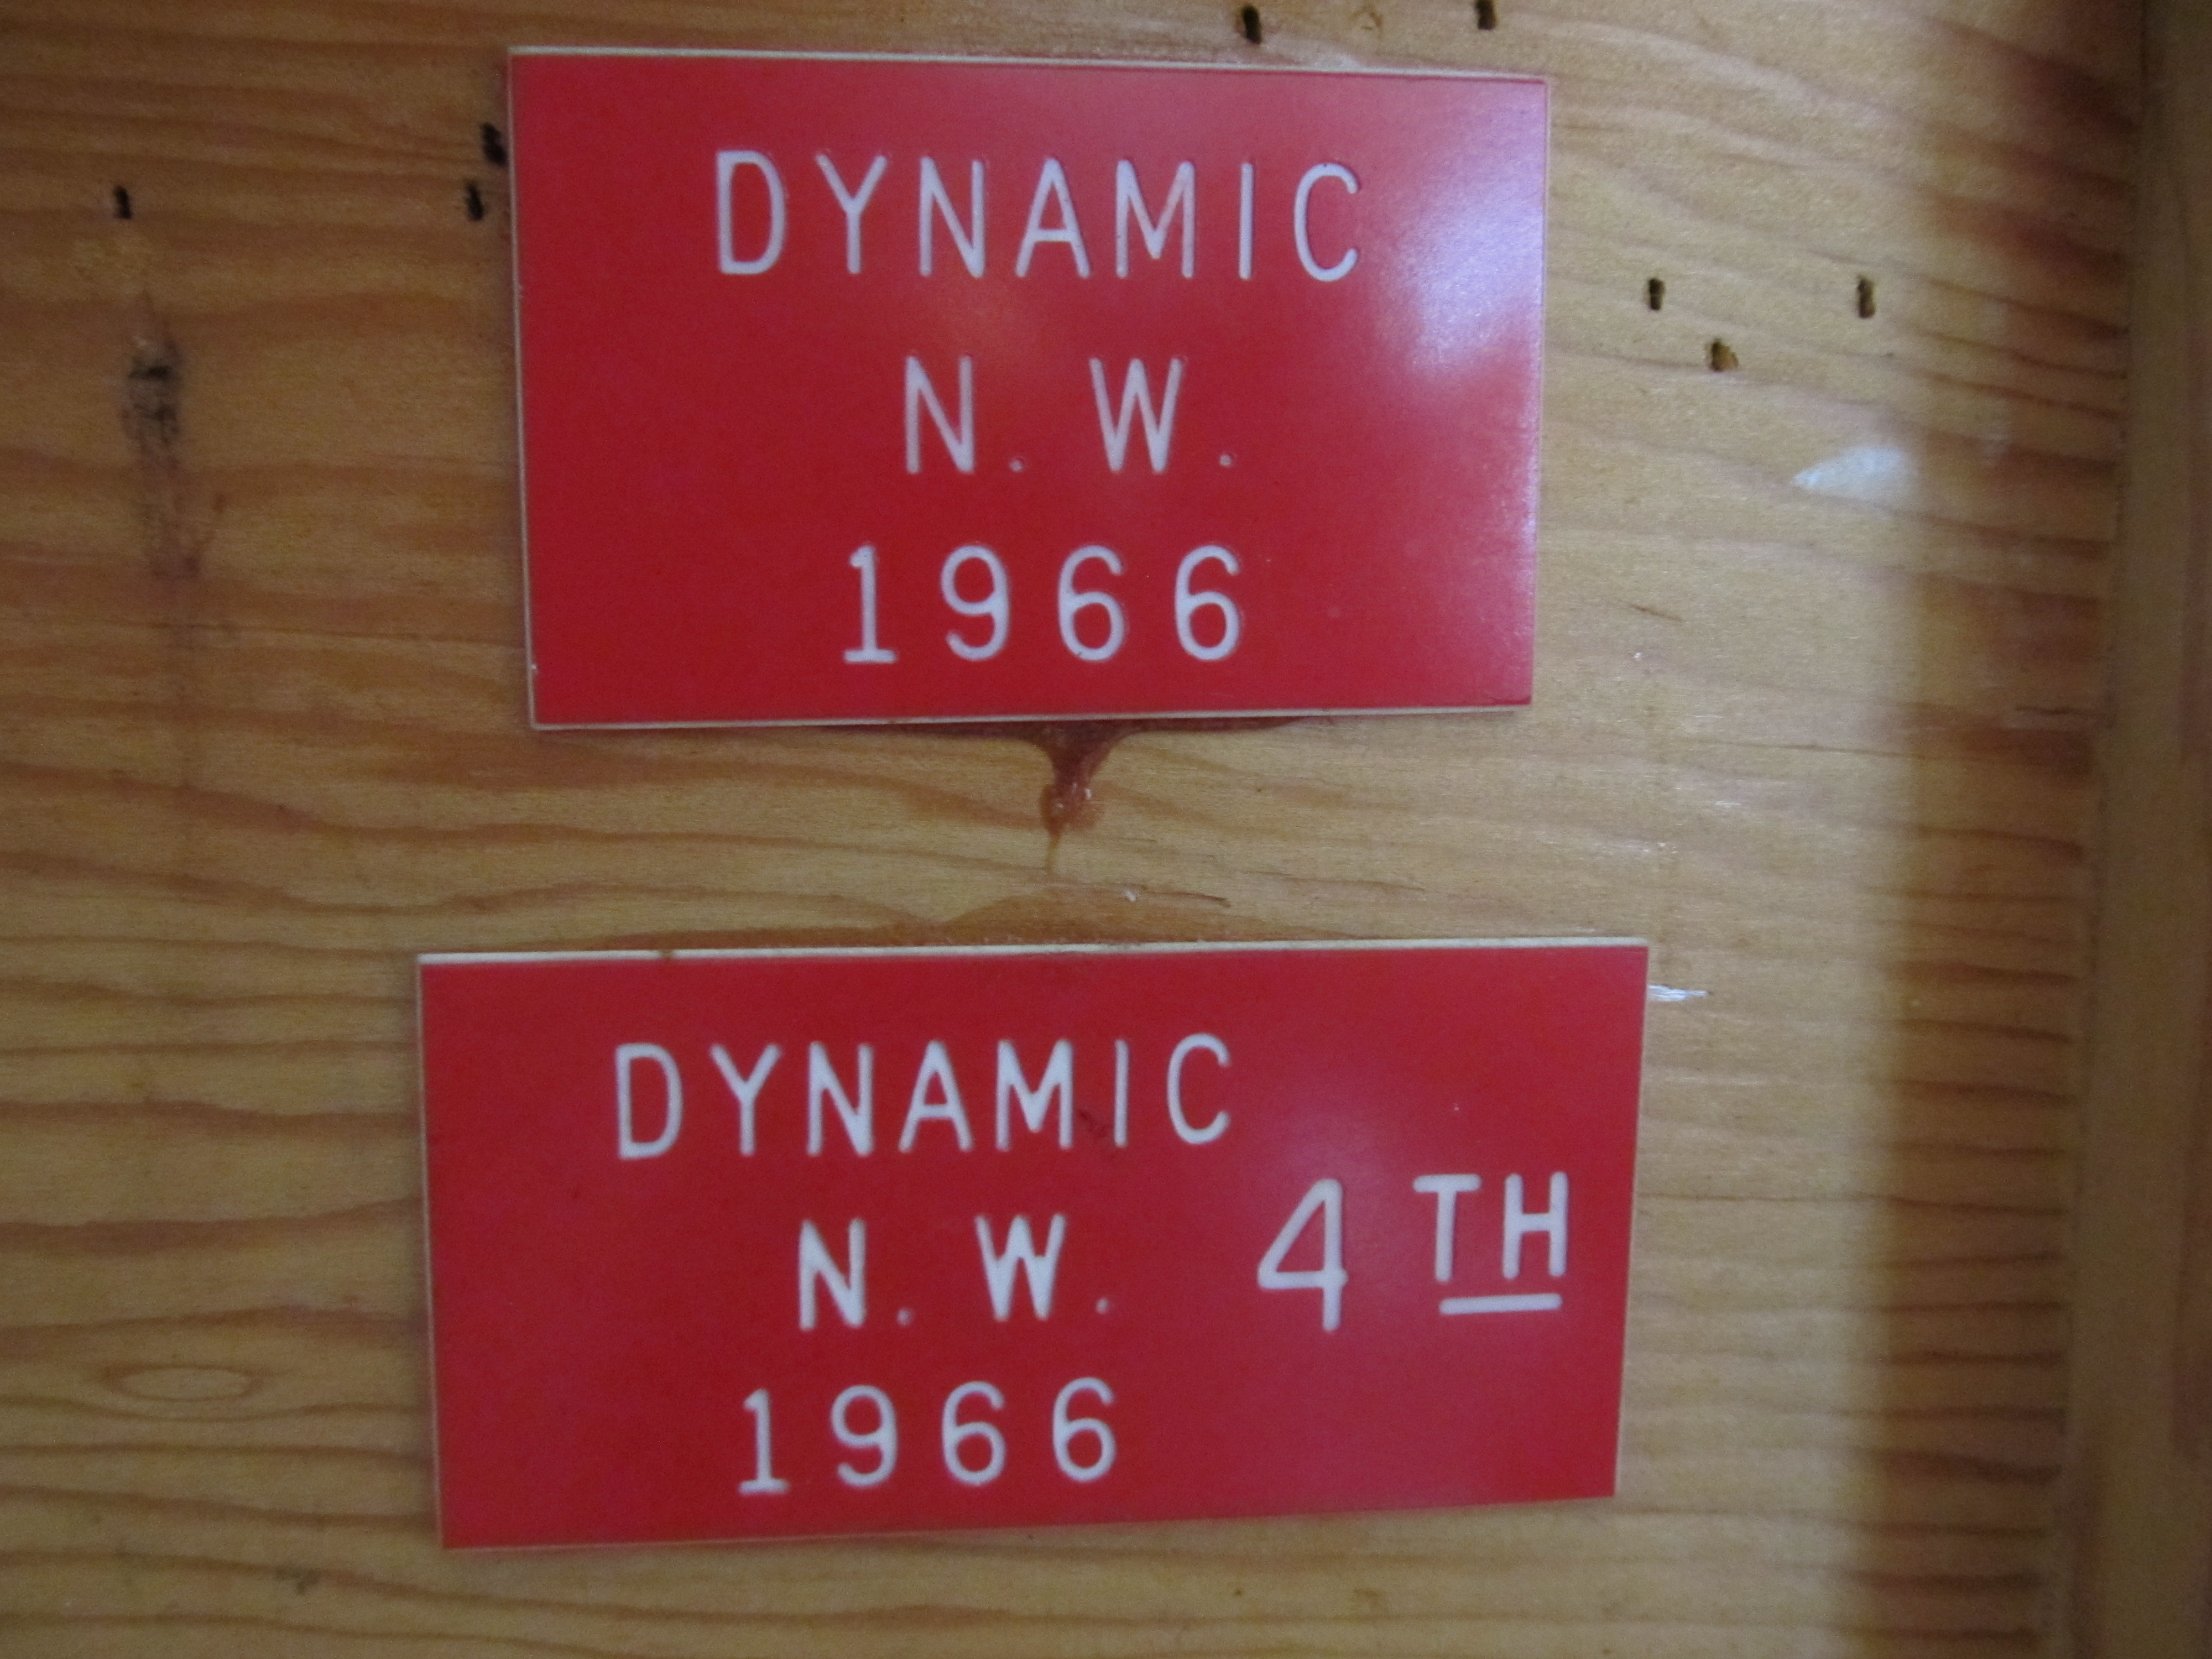 DYNAMIC
N. W.
1966
DYNAMIC
N. W. 4TH
1966